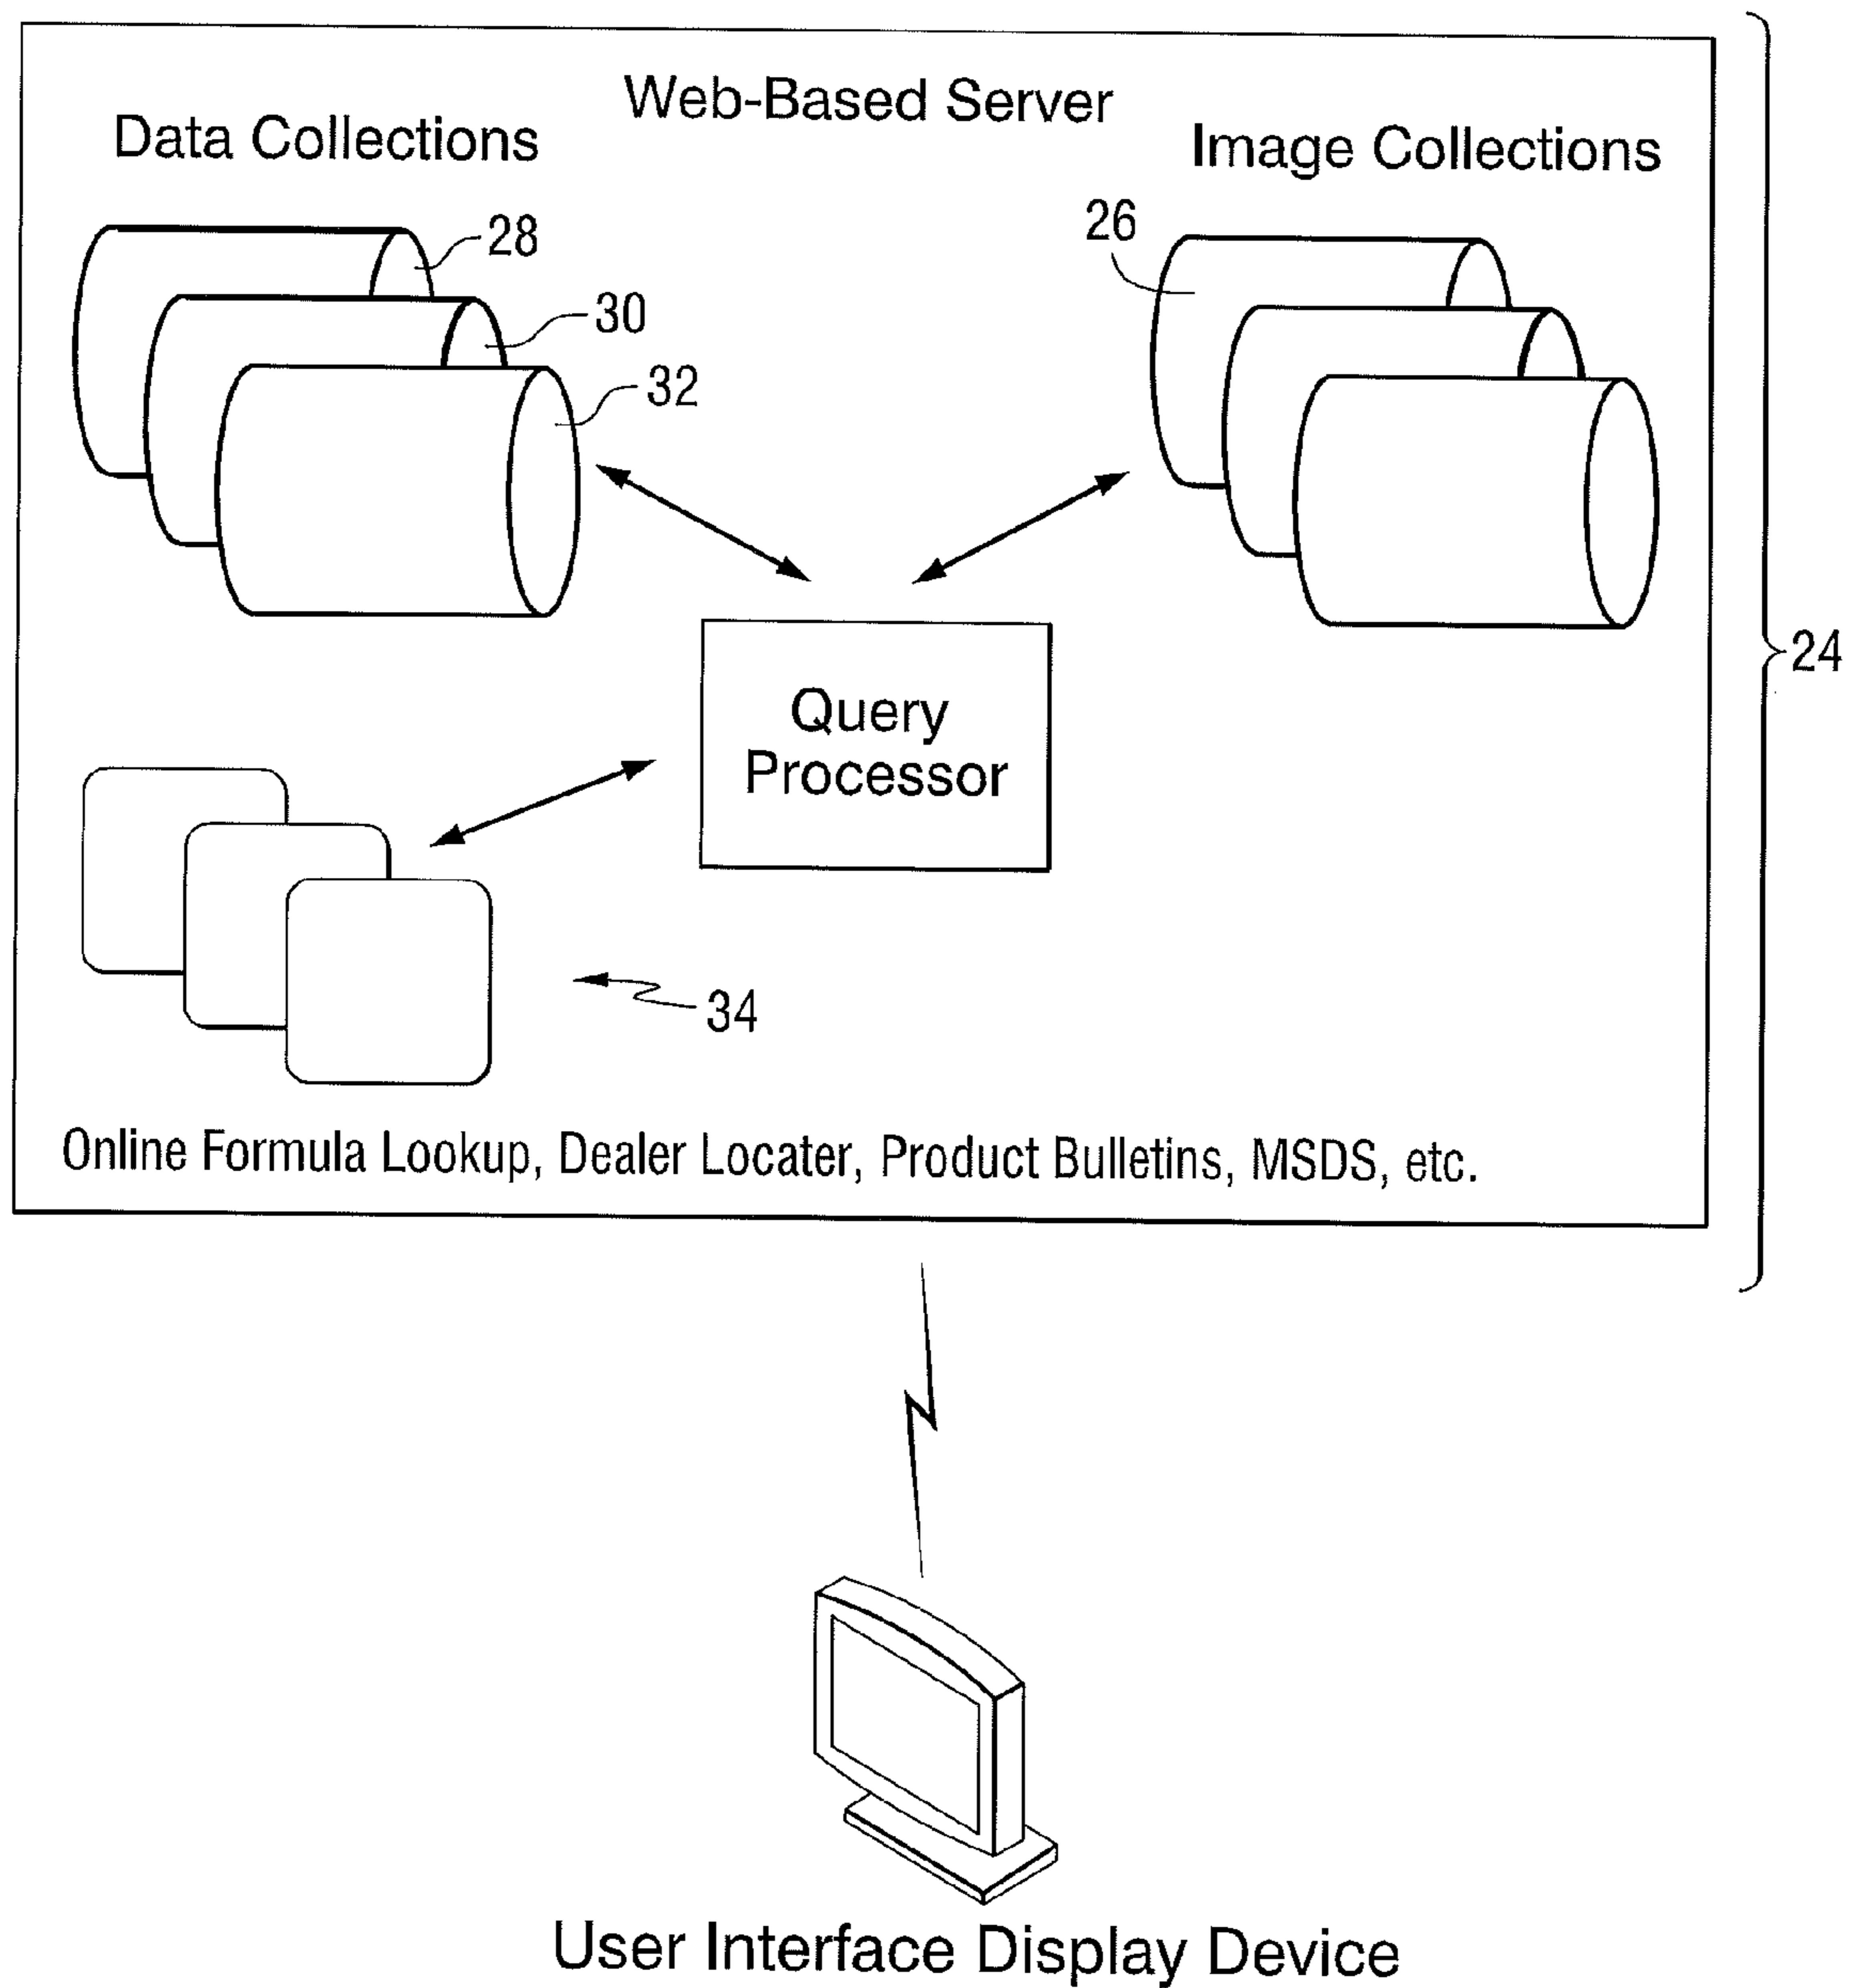 Web-Based Server
Data Collections
Image Collections
28
26
30
32
24
Query
Processor
34
Online Formula Lookup, Dealer Locater, Product Bulletins, MSDS, etc.
User Interface Display Device